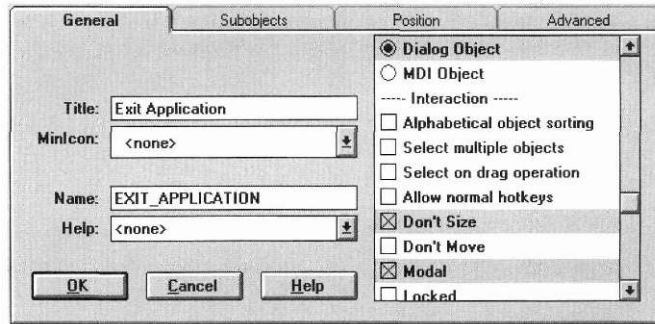 General
Subobjects
Position
Advanced
Title: Exit Application
MiniIcon: <none>
Name: EXIT_APPLICATION
Help: <none>
OK
Cancel
Help
Dialog Object
MDI Object
----- Interaction -----
Alphabetical object sorting
Select multiple objects
Select on drag operation
Allow normal hotkeys
Don't Size
Don't Move
Modal
Locked